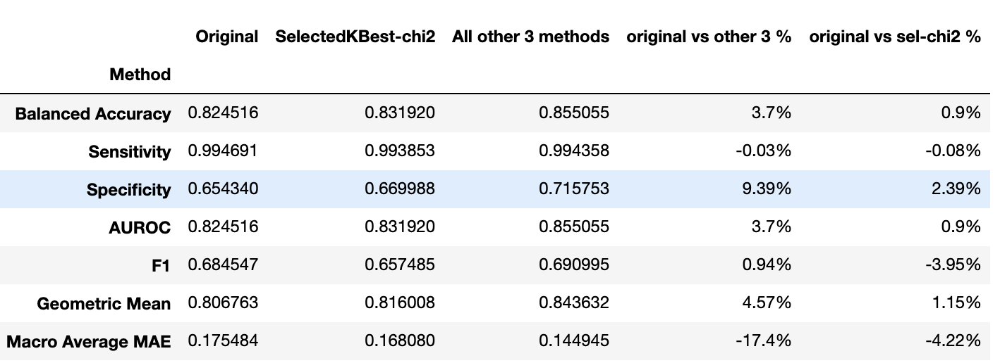 Original SelectedKBest-chi2 All other 3 methods original vs other 3 % original vs sel-chi2 %
Method
Balanced Accuracy 0.824516 0.831920 0.855055 3.7% 0.9%
Sensitivity 0.994691 0.993853 0.994358 -0.03% -0.08%
Specificity 0.654340 0.669988 0.715753 9.39% 2.39%
AUROC 0.824516 0.831920 0.855055 3.7% 0.9%
F1 0.684547 0.657485 0.690995 0.94% -3.95%
Geometric Mean 0.806763 0.816008 0.843632 4.57% 1.15%
Macro Average MAE 0.175484 0.168080 0.144945 -17.4% -4.22%